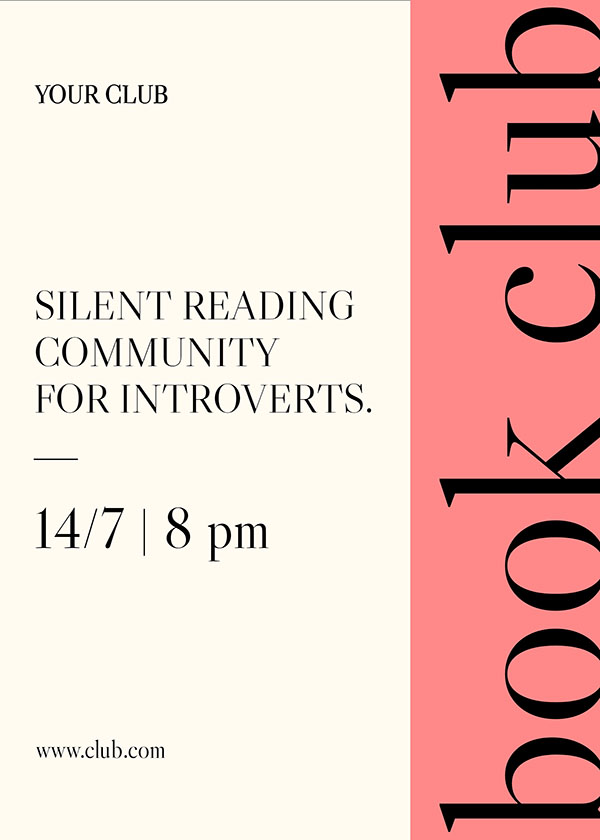 YOUR CLUB
SILENT READING
COMMUNITY
FOR INTROVERTS.
14/7 | 8 pm
www.club.com
book club